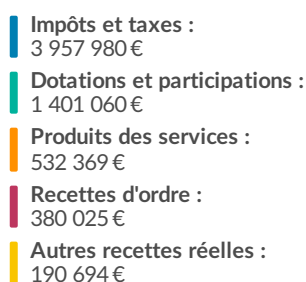 Impôts et taxes :
3 957 980 €
Dotations et participations :
1 401 060 €
Produits des services :
532 369 €
Recettes d'ordre :
380 025 €
Autres recettes réelles :
190 694 €